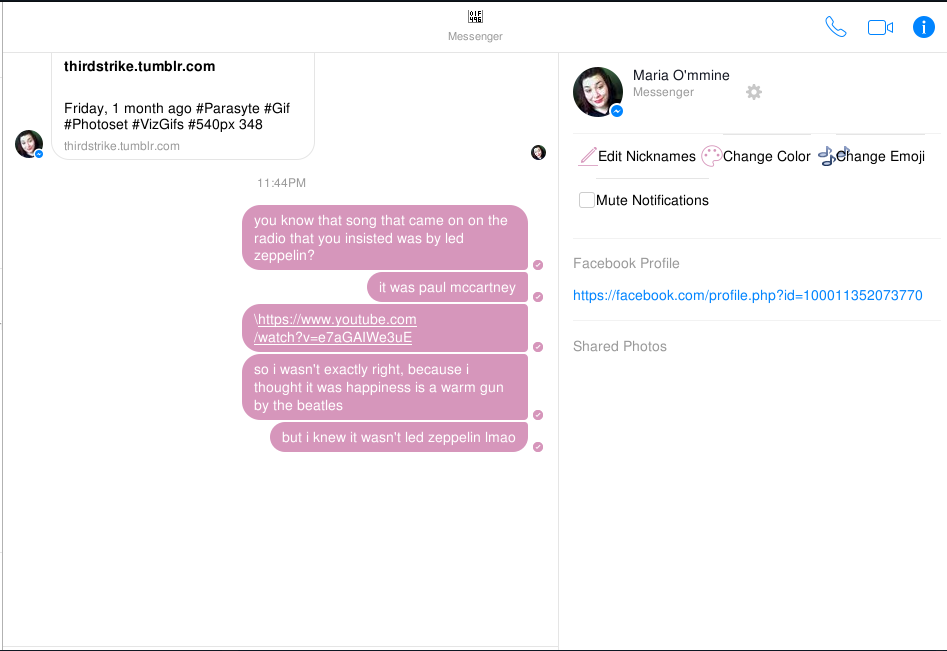 Messenger
thirdstrike.tumblr.com
Friday, 1 month ago #Parasyte #Gif
#Photoset #VizGifs #540px 348
thirdstrike.tumblr.com
11:44PM
you know that song that came on on the
radio that you insisted was by led
zeppelin?
it was paul mccartney
\https://www.youtube.com
/watch?v=e7aGAIWe3uE
so i wasn't exactly right, because i
thought it was happiness is a warm gun
by the beatles
but i knew it wasn't led zeppelin lmao
Maria O'mmine
Messenger
Edit Nicknames Change Color Change Emoji
Mute Notifications
Facebook Profile
https://facebook.com/profile.php?id=100011352073770
Shared Photos